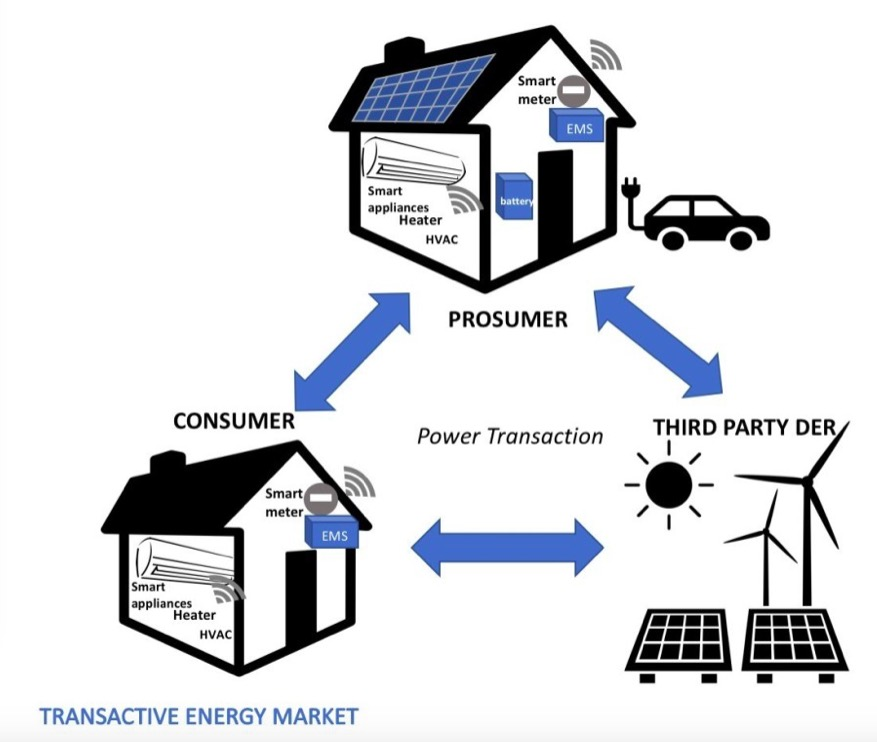 Smart
meter
EMS
Smart
appliances
Heater
HVAC
battery
PROSUMER
CONSUMER
Power Transaction
THIRD PARTY DER
Smart
meter
EMS
Smart
appliances
Heater
HVAC
TRANSACTIVE ENERGY MARKET